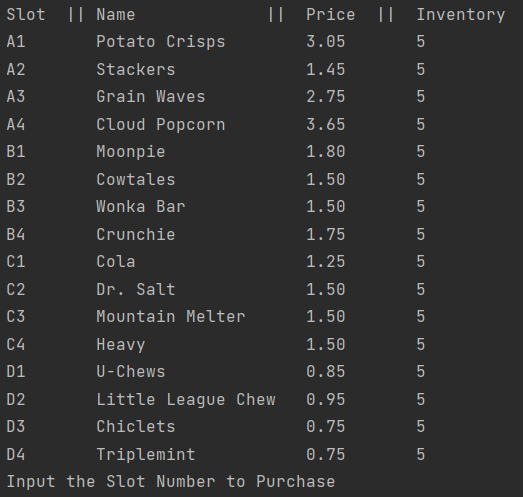 Slot || Name || Price || Inventory
A1 Potato Crisps 3.05 5
A2 Stackers 1.45 5
A3 Grain Waves 2.75 5
A4 Cloud Popcorn 3.65 5
B1 Moonpie 1.80 5
B2 Cowtales 1.50 5
B3 Wonka Bar 1.50 5
B4 Crunchie 1.75 5
C1 Cola 1.25 5
C2 Dr. Salt 1.50 5
C3 Mountain Melter 1.50 5
C4 Heavy 1.50 5
D1 U-Chews 0.85 5
D2 Little League Chew 0.95 5
D3 Chiclets 0.75 5
D4 Triplemint 0.75 5
Input the Slot Number to Purchase